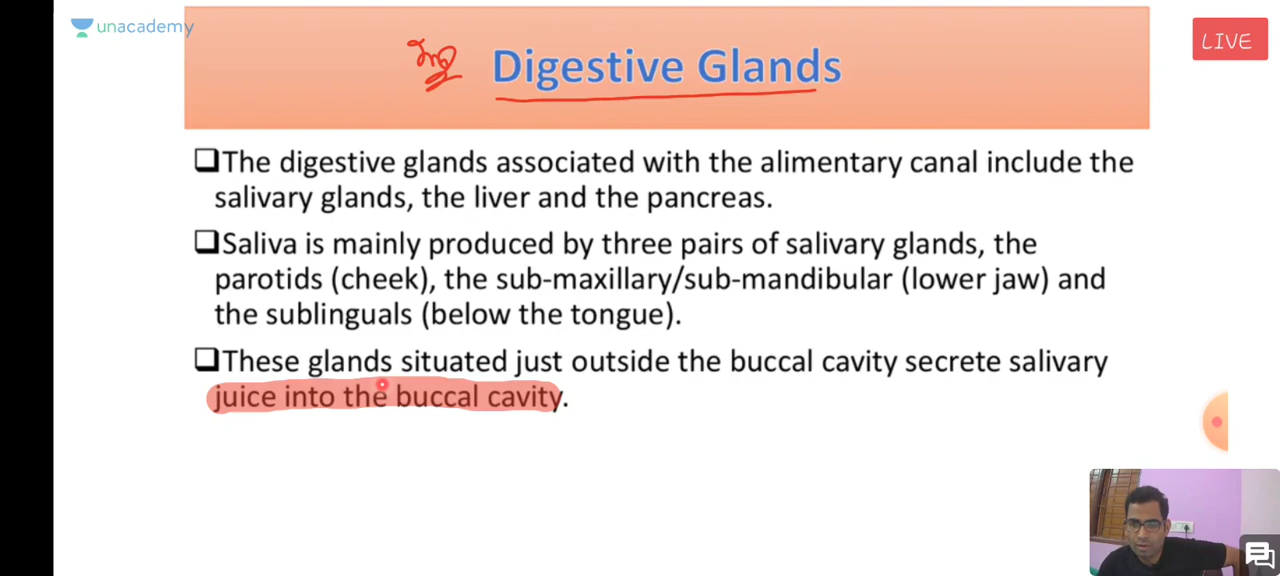 unacademy
LIVE
Imp Digestive Glands
The digestive glands associated with the alimentary canal include the
salivary glands, the liver and the pancreas.
Saliva is mainly produced by three pairs of salivary glands, the
parotids (cheek), the sub-maxillary/sub-mandibular (lower jaw) and
the sublinguals (below the tongue).
These glands situated just outside the buccal cavity secrete salivary
juice into the buccal cavity.